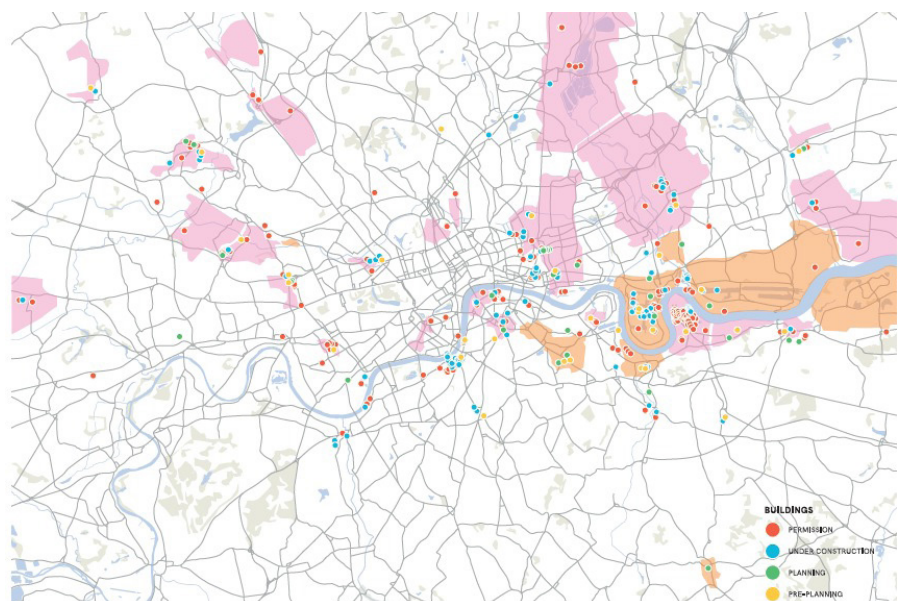 BUILDINGS
PERMISSION
UNDER CONSTRUCTION
PLANNING
PRE-PLANNING